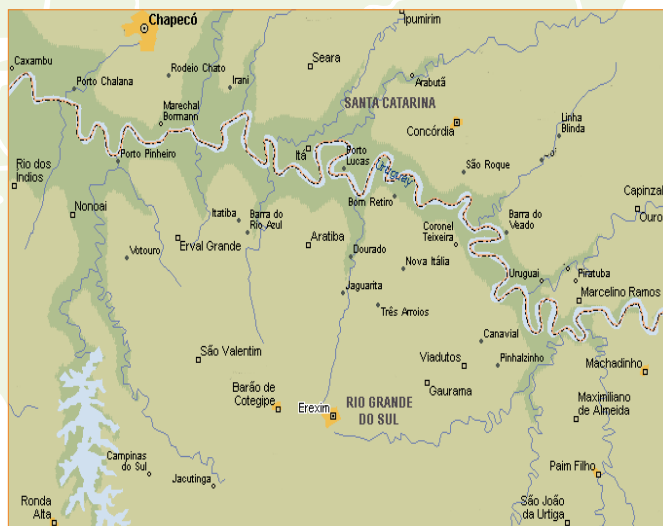 Ipumirim
Chapecó
Caxambu
Rodeio Chato
Seara
Porto Chalana
Irani
Arabutã
SANTA CATARINA
Marechal
Bormann
Concórdia
Linha
Blinda
Itá
Porto
Lucas
Porto Pinheiro
Rio dos
Indios
São Roque
Uruguay
Bom Retiro
Capinzal
Nonoai
Itatiba
Barra do
Rio Azul
Ouro
Coronel
Teixeira
Barra do
Veado
Erval Grande
Aratiba
Votouro
Dourado
Nova Itália
Uruguai
Piratuba
Jaguarita
Marcelino Ramos
Três Arroios
Canavial
São Valentim
Viadutos
Pinhalzinho
Machadinho
Barão de
Cotegipe
Gaurama
Erexim
RIO GRANDE
DO SUL
Maximiliano
de Almeida
Campinas
do Sul
Jacutinga
Paim Filho
Ronda
Alta
São João
da Urtiga